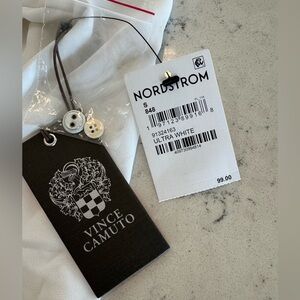 NORDSTROM
S
848
91324163
ULTRA WHITE
99.00
VINCE
CAMUTO